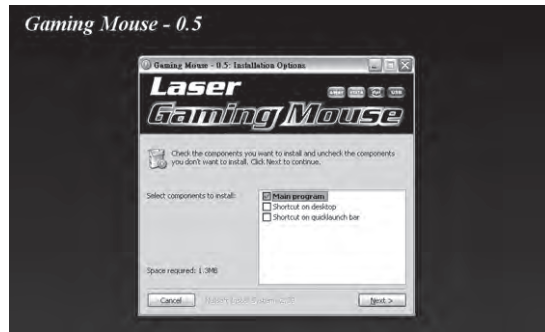 Gaming Mouse - 0.5
Gaming Mouse - 0.5: Installation Options
Laser
Gaming Mouse
Check the components you want to install and uncheck the components
you don't want to install. Click Next to continue.
Select components to install:
Main program
Shortcut on desktop
Shortcut on quicklaunch bar
Space required: 1.3MB
Cancel
Next >